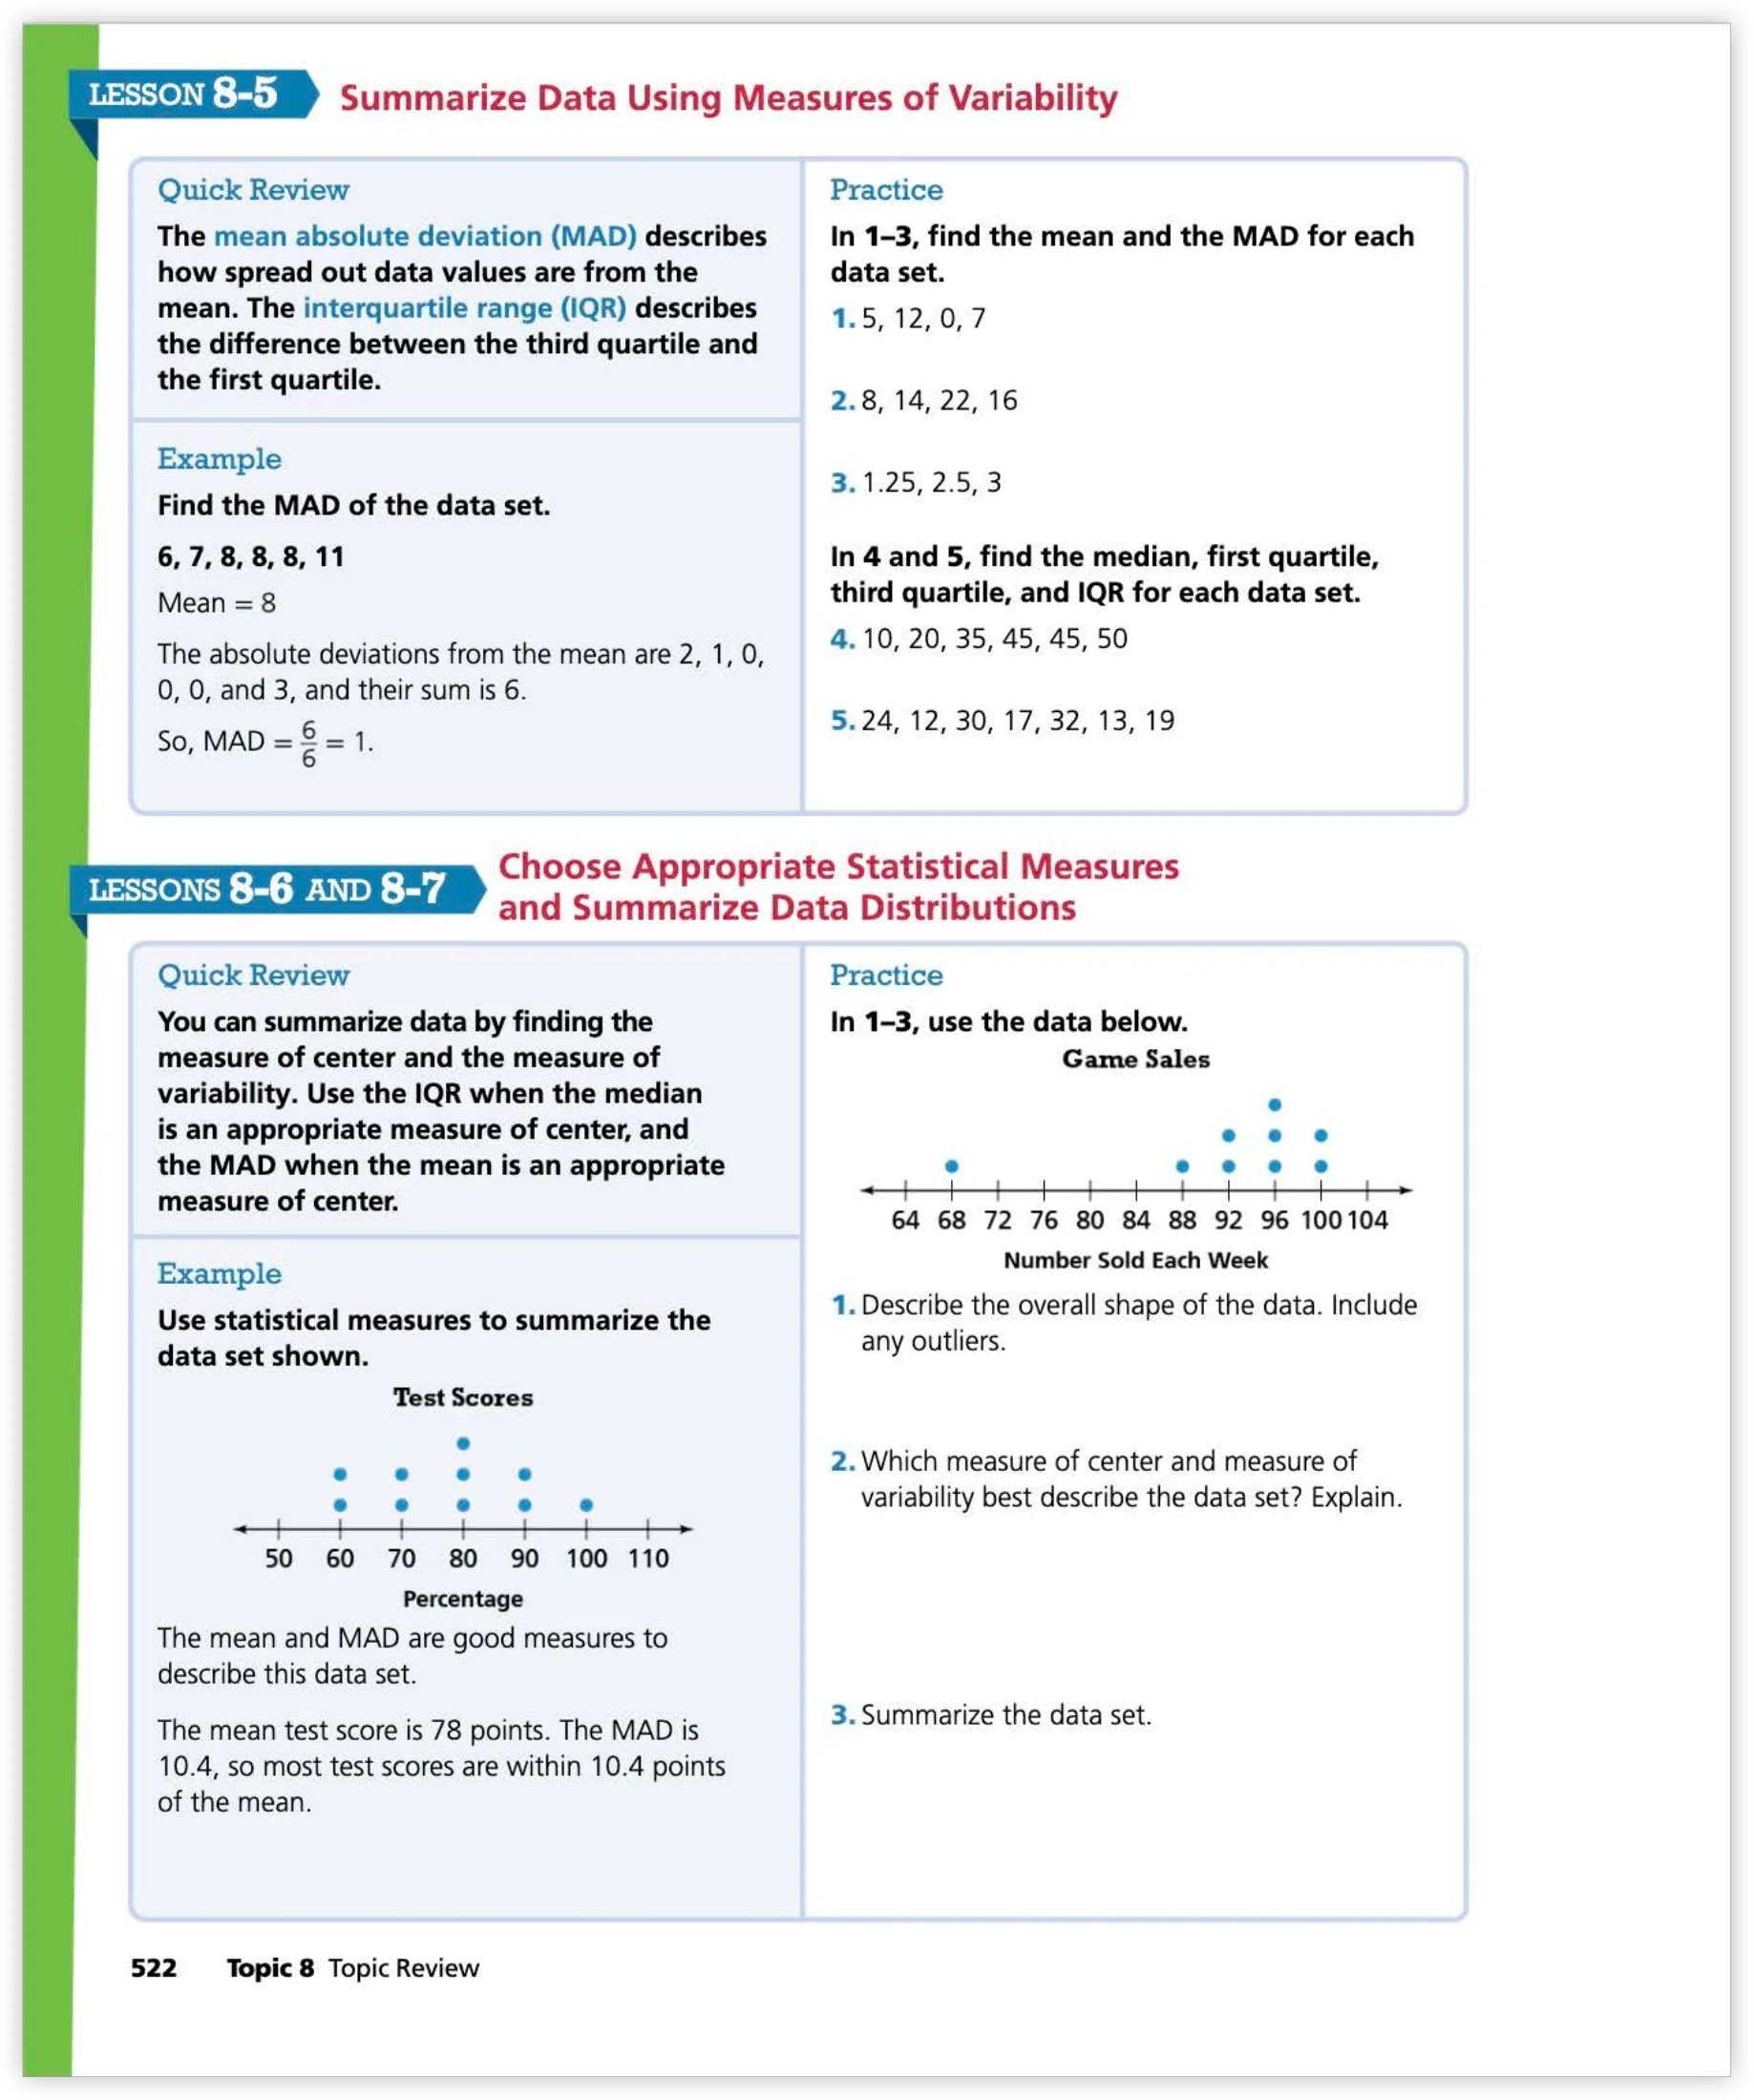 LESSON 8-5
Summarize Data Using Measures of Variability
Quick Review
The mean absolute deviation (MAD) describes
how spread out data values are from the
mean. The interquartile range (IQR) describes
the difference between the third quartile and
the first quartile.
Example
Find the MAD of the data set.
6, 7, 8, 8, 8, 11
Mean = 8
The absolute deviations from the mean are 2, 1, 0,
0, 0, and 3, and their sum is 6.
So, MAD = 6/6 = 1.
Practice
In 1–3, find the mean and the MAD for each
data set.
1. 5, 12, 0, 7
2. 8, 14, 22, 16
3. 1.25, 2.5, 3
In 4 and 5, find the median, first quartile,
third quartile, and IQR for each data set.
4. 10, 20, 35, 45, 45, 50
5. 24, 12, 30, 17, 32, 13, 19
LESSONS 8-6 AND 8-7
Choose Appropriate Statistical Measures
and Summarize Data Distributions
Quick Review
You can summarize data by finding the
measure of center and the measure of
variability. Use the IQR when the median
is an appropriate measure of center, and
the MAD when the mean is an appropriate
measure of center.
Example
Use statistical measures to summarize the
data set shown.
Test Scores
50 60 70 80 90 100 110
Percentage
The mean and MAD are good measures to
describe this data set.
The mean test score is 78 points. The MAD is
10.4, so most test scores are within 10.4 points
of the mean.
Practice
In 1–3, use the data below.
Game Sales
64 68 72 76 80 84 88 92 96 100 104
Number Sold Each Week
1. Describe the overall shape of the data. Include
any outliers.
2. Which measure of center and measure of
variability best describe the data set? Explain.
3. Summarize the data set.
522 Topic 8 Topic Review